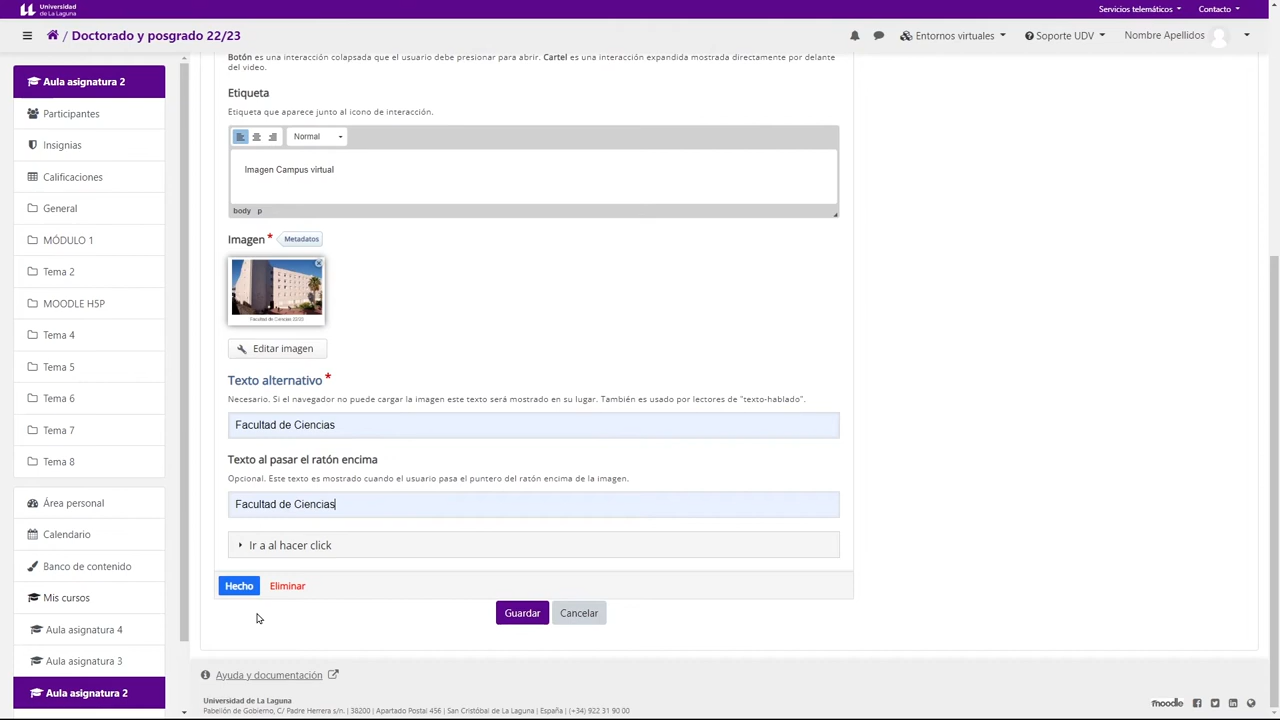 Universidad
de La Laguna
Servicios telemáticos
Contacto
/ Doctorado y posgrado 22/23
Entornos virtuales
Soporte UDV
Nombre Apellidos
Aula asignatura 2
Participantes
Insignias
Calificaciones
General
MÓDULO 1
Tema 2
MOODLE H5P
Tema 4
Tema 5
Tema 6
Tema 7
Tema 8
Área personal
Calendario
Banco de contenido
Mis cursos
Aula asignatura 4
Aula asignatura 3
Aula asignatura 2
Botón es una interacción colapsada que el usuario debe presionar para abrir. Cartel es una interacción expandida mostrada directamente por delante
del video.
Etiqueta
Etiqueta que aparece junto al icono de interacción.
Normal
Imagen Campus virtual
body p
Imagen * Metadatos
Facultad de Ciencias 22/23
Editar imagen
Texto alternativo *
Necesario. Si el navegador no puede cargar la imagen este texto será mostrado en su lugar. También es usado por lectores de "texto-hablado".
Facultad de Ciencias
Texto al pasar el ratón encima
Opcional. Este texto es mostrado cuando el usuario pasa el puntero del ratón encima de la imagen.
Facultad de Ciencias
Ir a al hacer click
Hecho Eliminar
Guardar Cancelar
Ayuda y documentación
Universidad de La Laguna
Pabellón de Gobierno, C/ Padre Herrera s/n. | 38200 | Apartado Postal 456 | San Cristóbal de La Laguna | España | (+34) 922 31 90 00
moodle